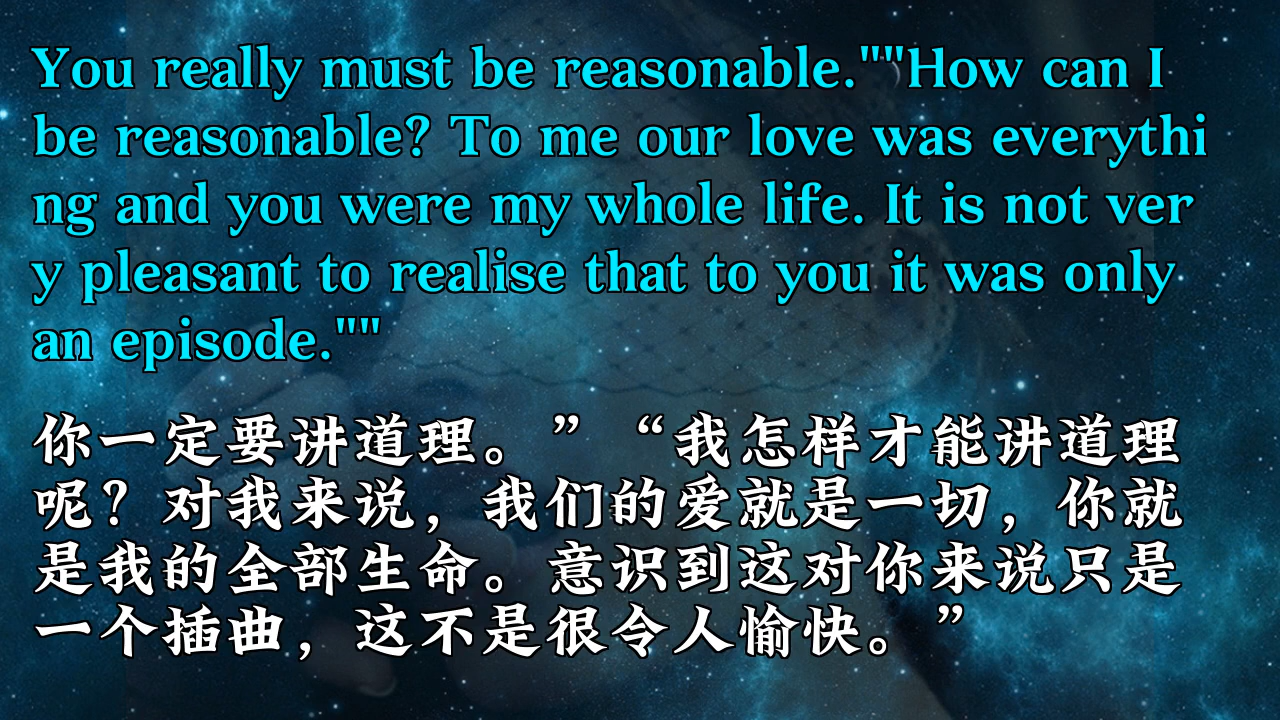 You really must be reasonable.""How can I
be reasonable? To me our love was everythi
ng and you were my whole life. It is not ver
y pleasant to realise that to you it was only
an episode.""
你一定要讲道理。”“我怎样才能讲道理
呢？对我来说，我们的爱就是一切，你就
是我的全部生命。意识到这对你来说只是
一个插曲，这不是很令人愉快。”